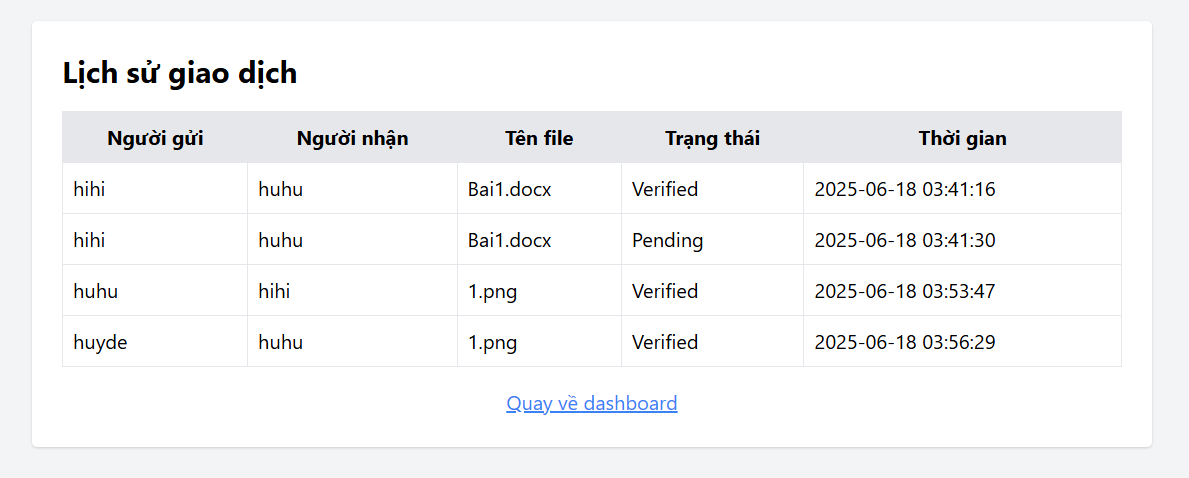 Lịch sử giao dịch
Người gửi Người nhận Tên file Trạng thái Thời gian
hihi huhu Bai1.docx Verified 2025-06-18 03:41:16
hihi huhu Bai1.docx Pending 2025-06-18 03:41:30
huhu hihi 1.png Verified 2025-06-18 03:53:47
huyde huhu 1.png Verified 2025-06-18 03:56:29
Quay về dashboard